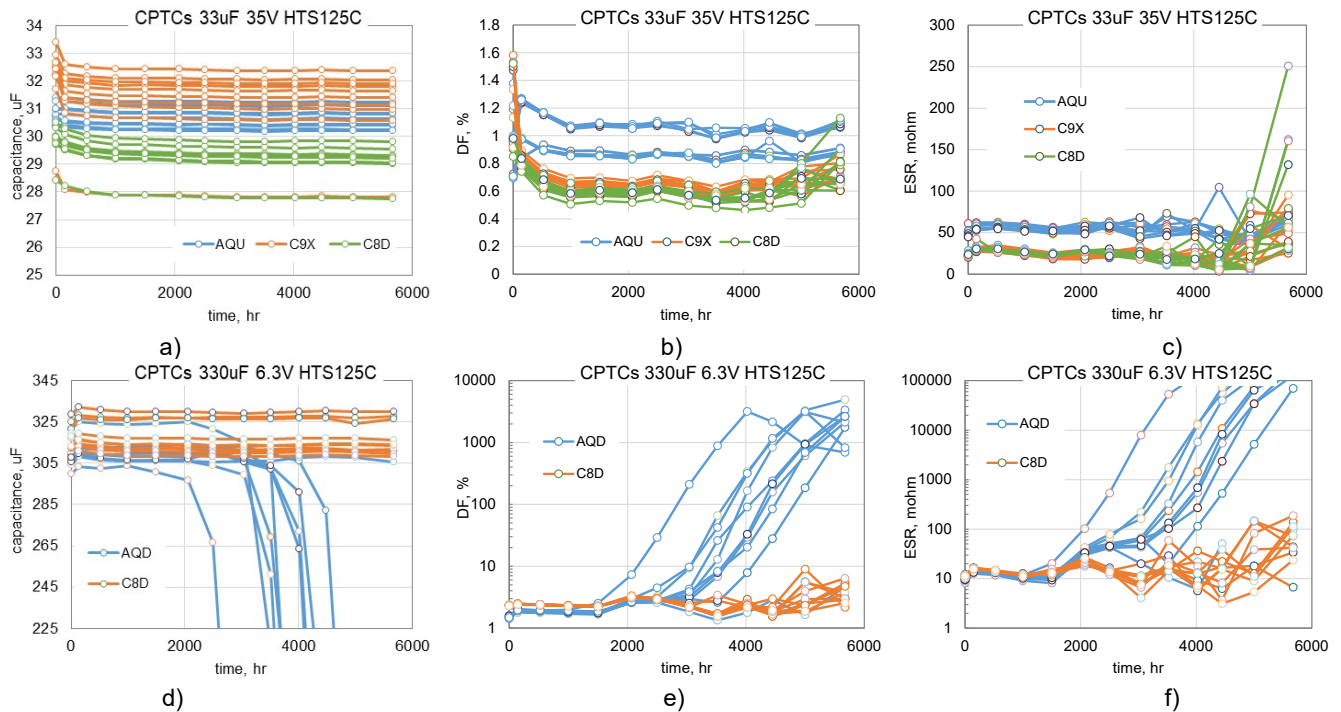 CPTCs 33uF 35V HTS125C
34
33
32
31
30
29
28
27
26
25
capacitance, uF
AQU C9X C8D
0 2000 4000 6000
time, hr
a)
CPTCs 33uF 35V HTS125C
1.8
1.6
1.4
1.2
1
0.8
0.6
0.4
0.2
0
DF, %
AQU C9X C8D
0 2000 4000 6000
time, hr
b)
CPTCs 33uF 35V HTS125C
300
250
200
150
100
50
0
ESR, mohm
AQU
C9X
C8D
0 2000 4000 6000
time, hr
c)
CPTCs 330uF 6.3V HTS125C
345
325
305
285
265
245
225
capacitance, uF
AQD
C8D
0 2000 4000 6000
time, hr
d)
CPTCs 330uF 6.3V HTS125C
10000
1000
100
10
1
DF, %
AQD
C8D
0 2000 4000 6000
time, hr
e)
CPTCs 330uF 6.3V HTS125C
100000
10000
1000
100
10
1
ESR, mohm
AQD
C8D
0 2000 4000 6000
time, hr
f)